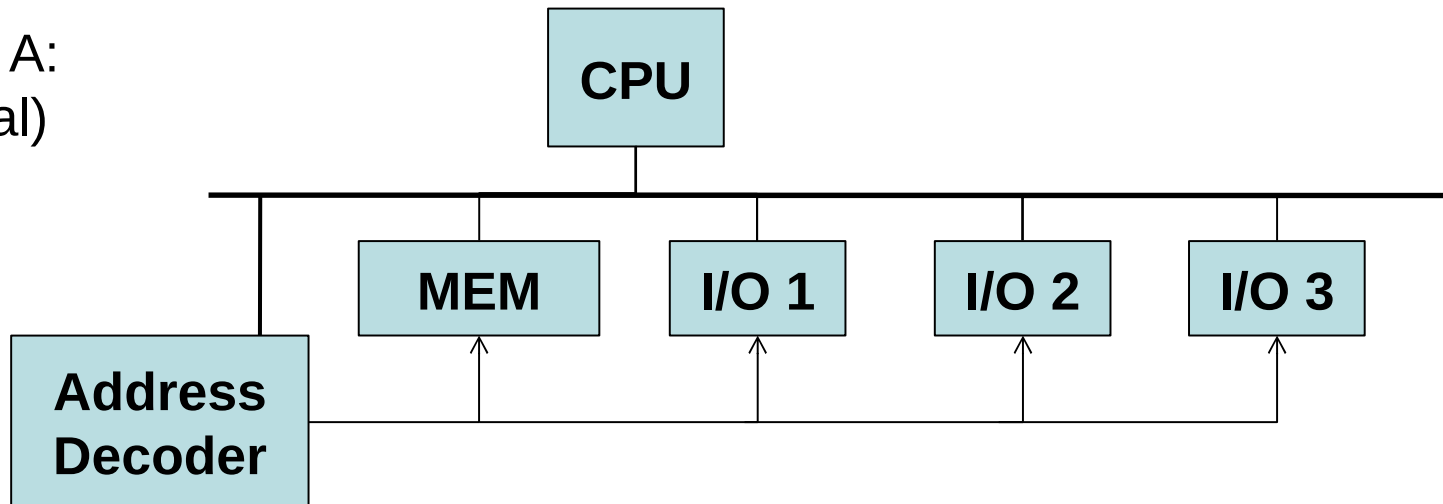 A:
al)
CPU
MEM
I/O 1
I/O 2
I/O 3
Address
Decoder